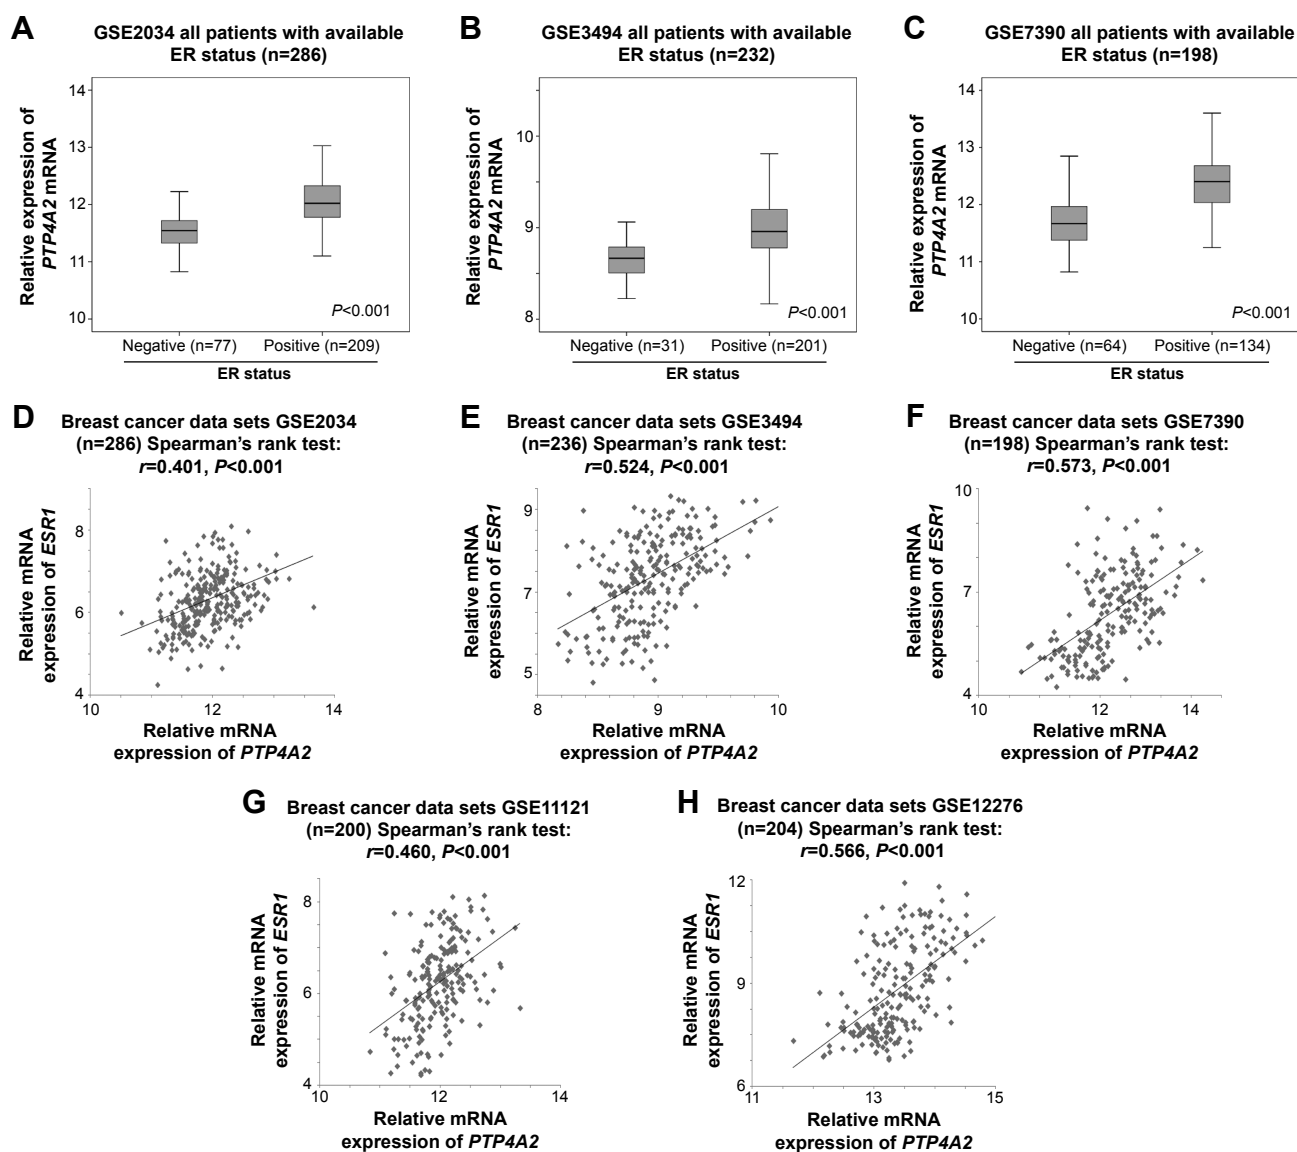 A
GSE2034 all patients with available
ER status (n=286)
Relative expression of
PTP4A2 mRNA
14
13
12
11
10
P<0.001
Negative (n=77) Positive (n=209)
ER status
B
GSE3494 all patients with available
ER status (n=232)
Relative expression of
PTP4A2 mRNA
10
9
8
P<0.001
Negative (n=31) Positive (n=201)
ER status
C
GSE7390 all patients with available
ER status (n=198)
Relative expression of
PTP4A2 mRNA
14
13
12
11
10
P<0.001
Negative (n=64) Positive (n=134)
ER status
D
Breast cancer data sets GSE2034
(n=286) Spearman’s rank test:
r=0.401, P<0.001
Relative mRNA
expression of ESR1
8
6
4
10 12 14
Relative mRNA
expression of PTP4A2
E
Breast cancer data sets GSE3494
(n=236) Spearman’s rank test:
r=0.524, P<0.001
Relative mRNA
expression of ESR1
9
7
5
8 9 10
Relative mRNA
expression of PTP4A2
F
Breast cancer data sets GSE7390
(n=198) Spearman’s rank test:
r=0.573, P<0.001
Relative mRNA
expression of ESR1
10
7
4
10 12 14
Relative mRNA
expression of PTP4A2
G
Breast cancer data sets GSE11121
(n=200) Spearman’s rank test:
r=0.460, P<0.001
Relative mRNA
expression of ESR1
8
6
4
10 12 14
Relative mRNA
expression of PTP4A2
H
Breast cancer data sets GSE12276
(n=204) Spearman’s rank test:
r=0.566, P<0.001
Relative mRNA
expression of ESR1
12
9
6
11 13 15
Relative mRNA
expression of PTP4A2